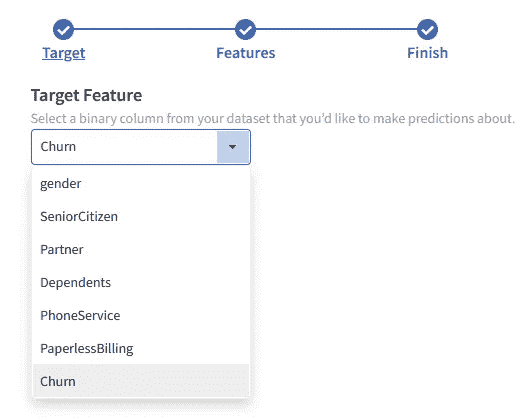 Target Features Finish
Target Feature
Select a binary column from your dataset that you'd like to make predictions about.
Churn
gender
SeniorCitizen
Partner
Dependents
PhoneService
PaperlessBilling
Churn